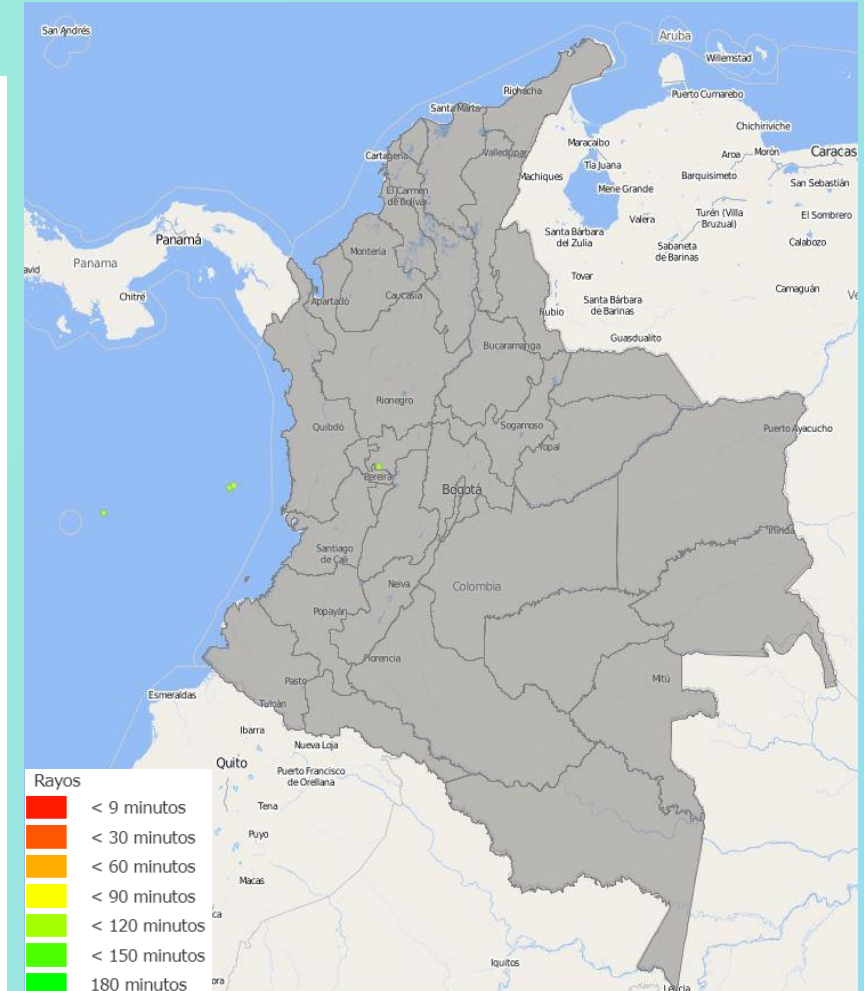 San Andrés
Aruba
Willemstad
Riohacha
Puerto Cumarebo
Santa Marta
Chichiriviche
Maracaibo
Aroa
Morón
Caracas
Cartagena
Valledupar
Tia Juana
Machiques
Barquisimeto
San Sebastián
El Carmen
de Bolívar
Mene Grande
Valera
Turén (Villa
Bruzual)
El Sombrero
Panamá
Santa Bárbara
del Zulia
Sabaneta
de Barinas
Calabozo
Montería
avid
Panama
Tovar
Camaguán
Ve
Chitré
Apartadó
Caucasia
Santa Bárbara
de Barinas
Rubio
Guasdualito
Bucaramanga
Rionegro
Quibdó
Sogamoso
Puerto Ayacucho
Yopal
Pereira
Bogotá
Inírida
Santiago
de Cali
Neiva
Colombia
Popayán
Florencia
Pasto
Mitú
Esmeraldas
Tulcán
Ibarra
Nueva Loja
Quito
Puerto Francisco
de Orellana
Rayos
< 9 minutos
Tena
< 30 minutos
Puyo
< 60 minutos
Macas
< 90 minutos
< 120 minutos
< 150 minutos
Iquitos
180 minutos
Leticia